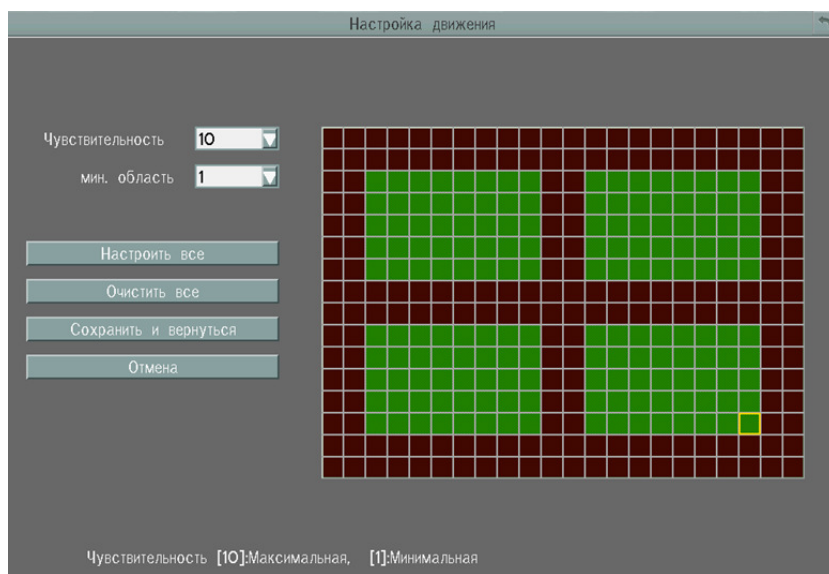 Настройка движения
Чувствительность 10
мин. область 1
Настроить все
Очистить все
Сохранить и вернуться
Отмена
Чувствительность [10]:Максимальная, [1]:Минимальная